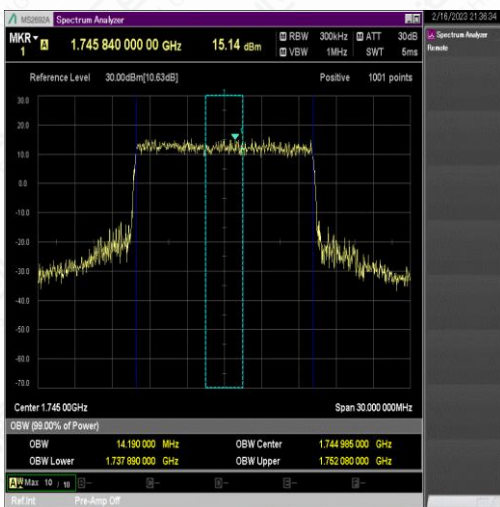 MS2692A Spectrum Analyzer
2/16/2023 21:36:34
MKR 1 A 1.745 840 000 00 GHz 15.14 dBm
M RBW 300kHz M ATT 30dB
M VBW 1MHz SWT 5ms
Spectrum Analyzer
Remote
Reference Level 30.00dBm[10.63dB] Positive 1001 points
30.0
20.0
10.0
0.0
-10.0
-20.0
-30.0
-40.0
-50.0
-60.0
-70.0
Center 1.745 00GHz Span 30.000 000MHz
OBW (99.00% of Power)
OBW 14.190 000 MHz OBW Center 1.744 985 000 GHz
OBW Lower 1.737 890 000 GHz OBW Upper 1.752 080 000 GHz
A W Max 10 / 10
Ref.Int Pre-Amp Off